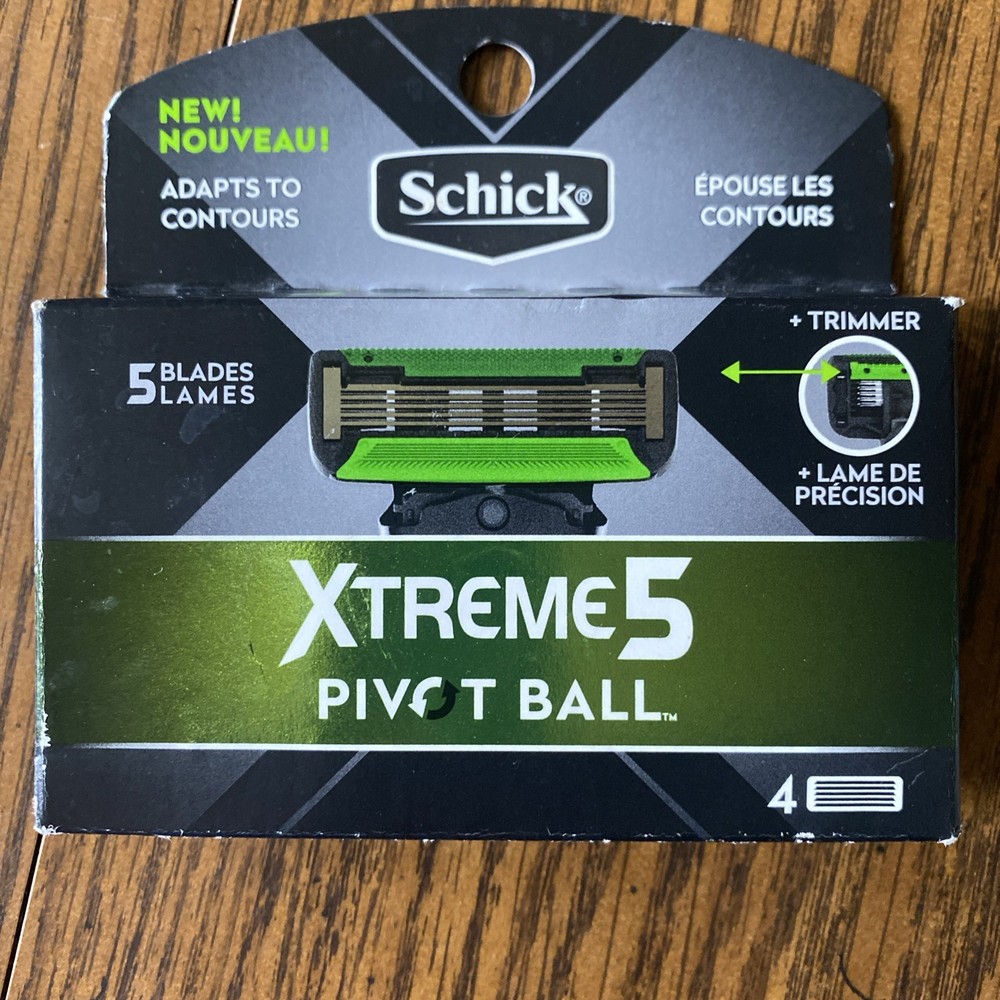 NEW!
NOUVEAU!
ADAPTS TO
CONTOURS
Schick®
ÉPOUSE LES
CONTOURS
5 BLADES
LAMES
+ TRIMMER
+ LAME DE
PRÉCISION
XTREME5
PIVOT BALL™
4